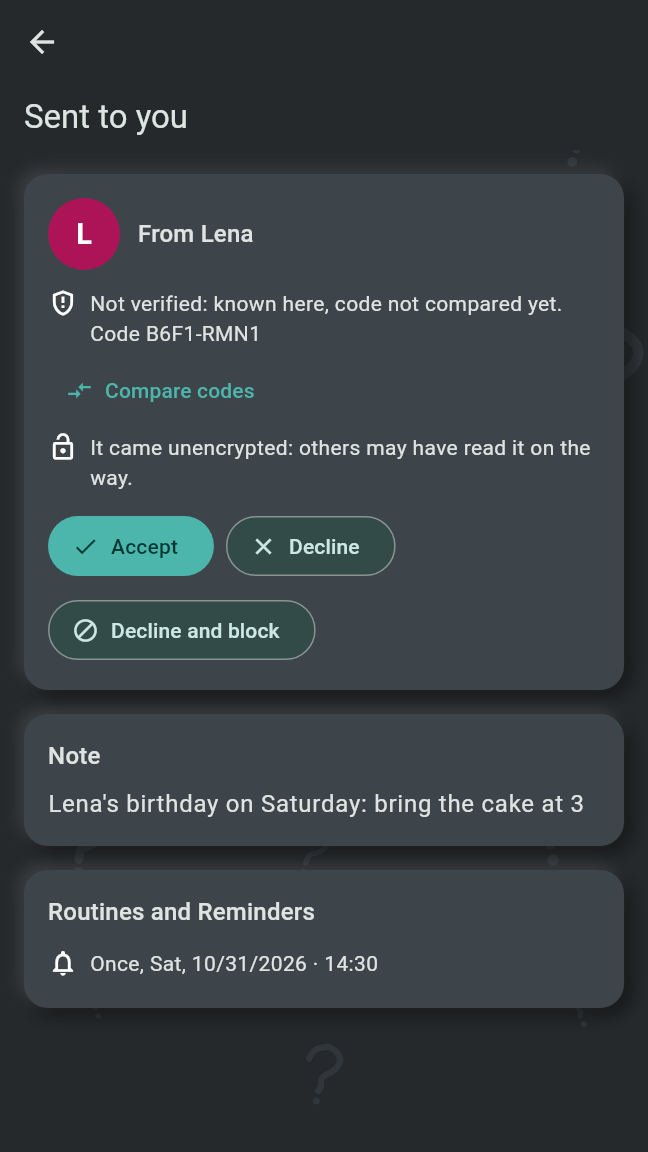 Sent to you
L
From Lena
Not verified: known here, code not compared yet.
Code B6F1-RMN1
Compare codes
It came unencrypted: others may have read it on the
way.
Accept
Decline
Decline and block
Note
Lena's birthday on Saturday: bring the cake at 3
Routines and Reminders
Once, Sat, 10/31/2026 · 14:30